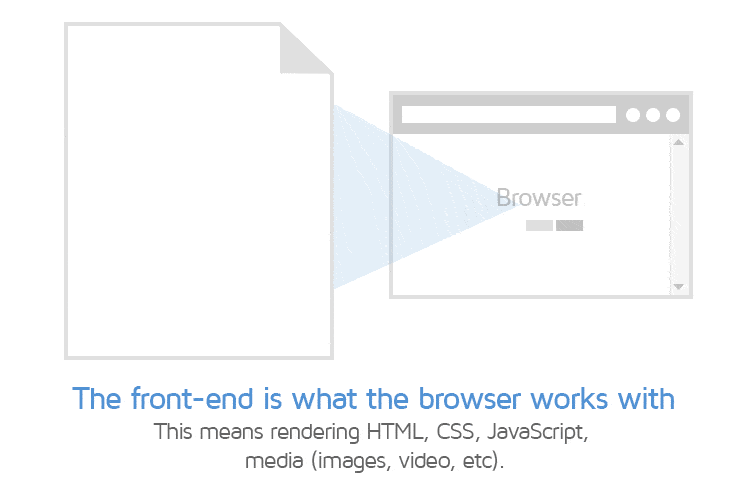 Browser
The front-end is what the browser works with
This means rendering HTML, CSS, JavaScript,
media (images, video, etc).